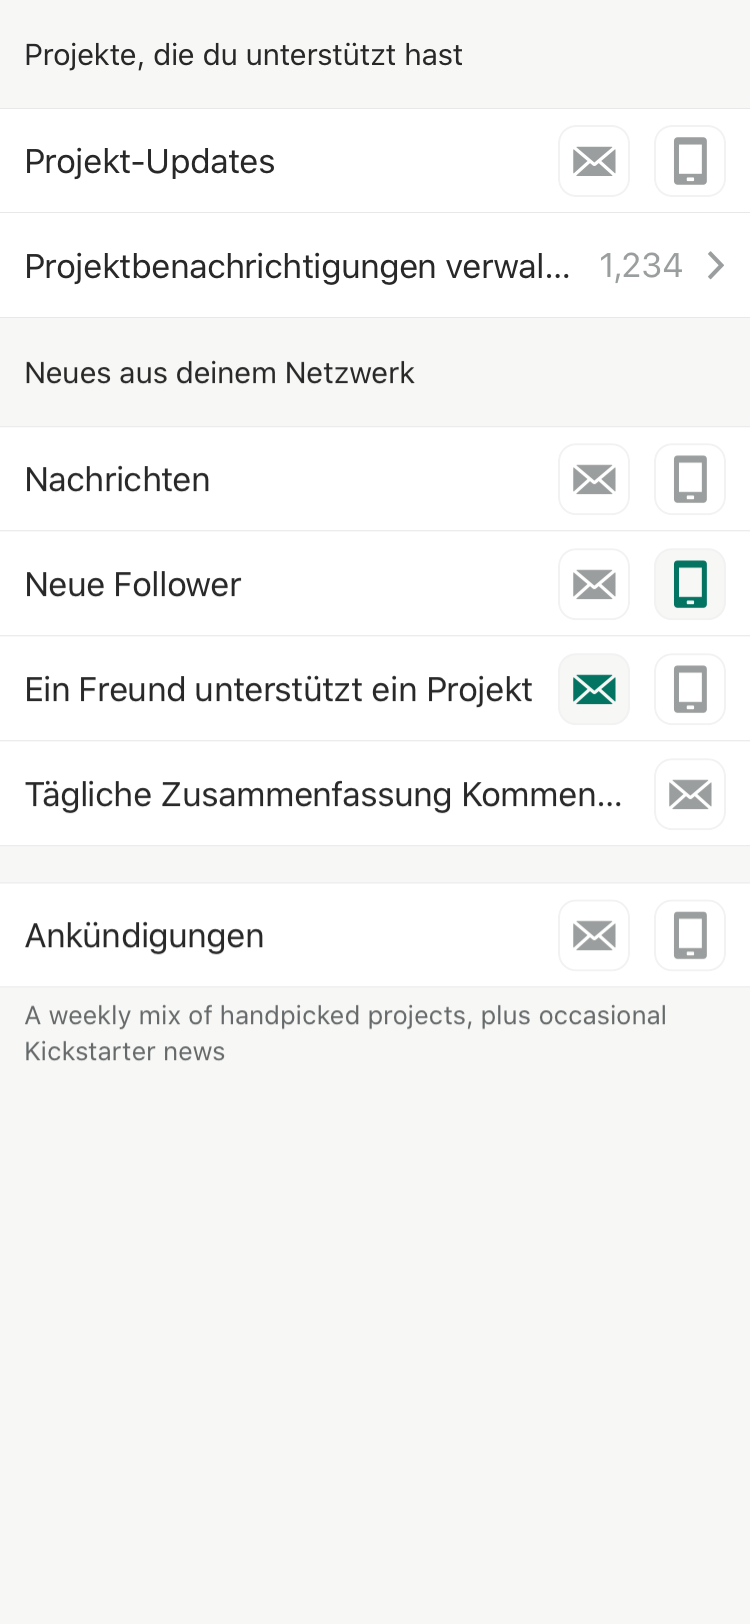 Projekte, die du unterstützt hast
Projekt-Updates
Projektbenachrichtigungen verwal... 1,234
Neues aus deinem Netzwerk
Nachrichten
Neue Follower
Ein Freund unterstützt ein Projekt
Tägliche Zusammenfassung Kommen...
Ankündigungen
A weekly mix of handpicked projects, plus occasional
Kickstarter news